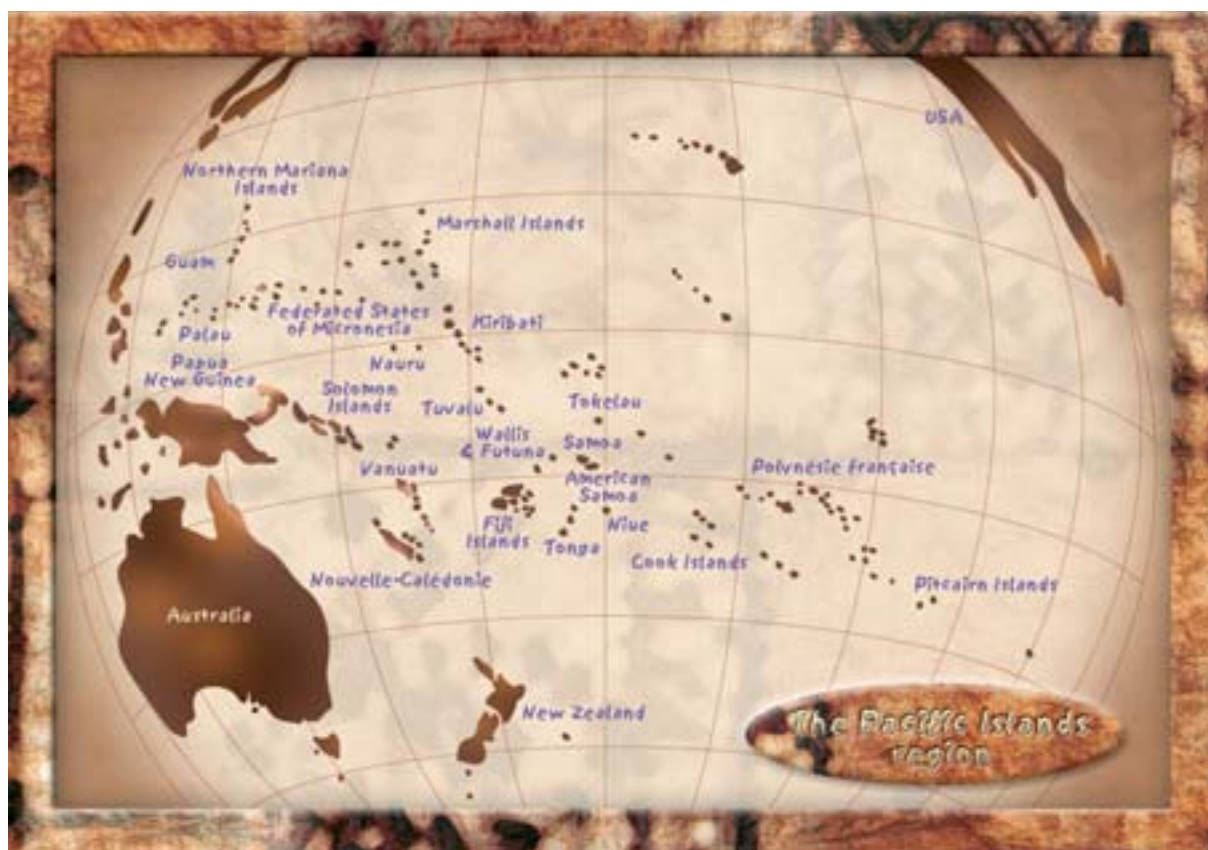 USA
Northern Mariana
Islands
Marshall Islands
Guam
Federated States
of Micronesia
Kiribati
Palau
Nauru
Papua
New Guinea
Solomon
Islands
Tuvalu
Tokelau
Wallis
& Futuna
Samoa
Vanuatu
Polynésie française
American
Samoa
Fiji
Islands
Tonga
Niue
Cook Islands
Nouvelle-Calédonie
Pitcairn Islands
Australia
New Zealand
The Pacific Islands
region